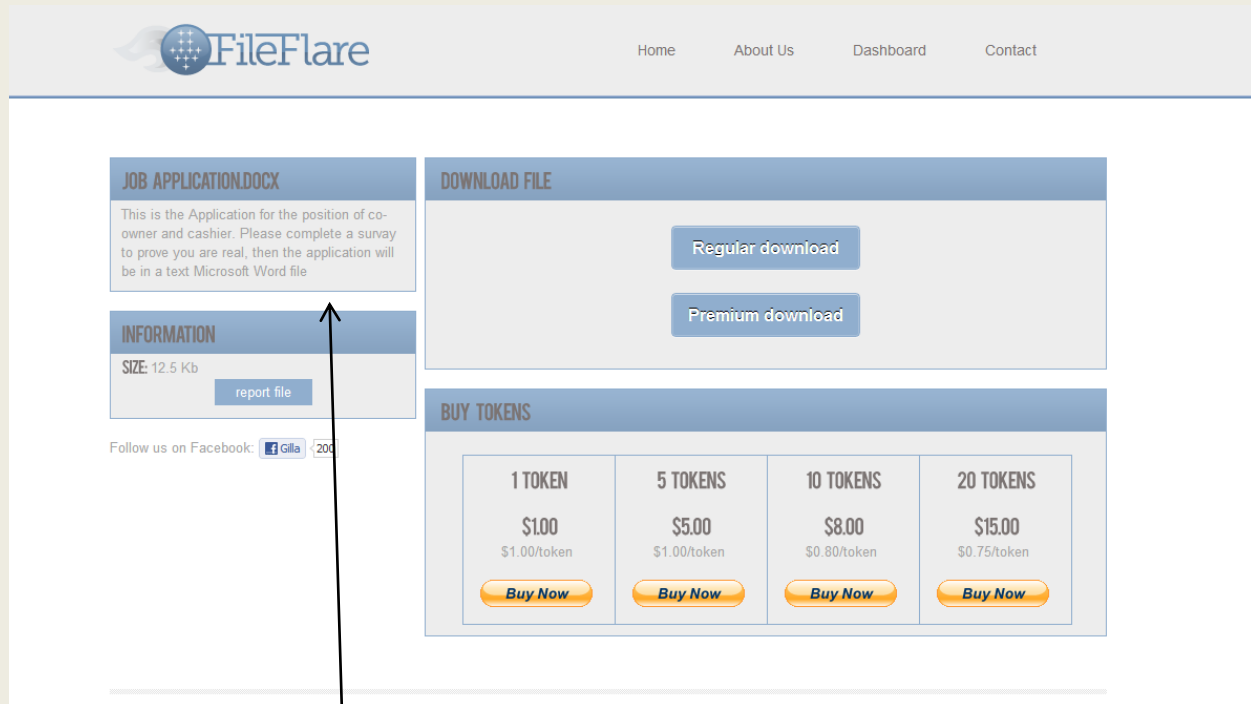 FileFlare
Home About Us Dashboard Contact
JOB APPLICATION.DOCX
This is the Application for the position of co-
owner and cashier. Please complete a survay
to prove you are real, then the application will
be in a text Microsoft Word file
INFORMATION
SIZE: 12.5 Kb
report file
Follow us on Facebook: Gilla 200
DOWNLOAD FILE
Regular download
Premium download
BUY TOKENS
1 TOKEN 5 TOKENS 10 TOKENS 20 TOKENS
$1.00 $5.00 $8.00 $15.00
$1.00/token $1.00/token $0.80/token $0.75/token
Buy Now Buy Now Buy Now Buy Now